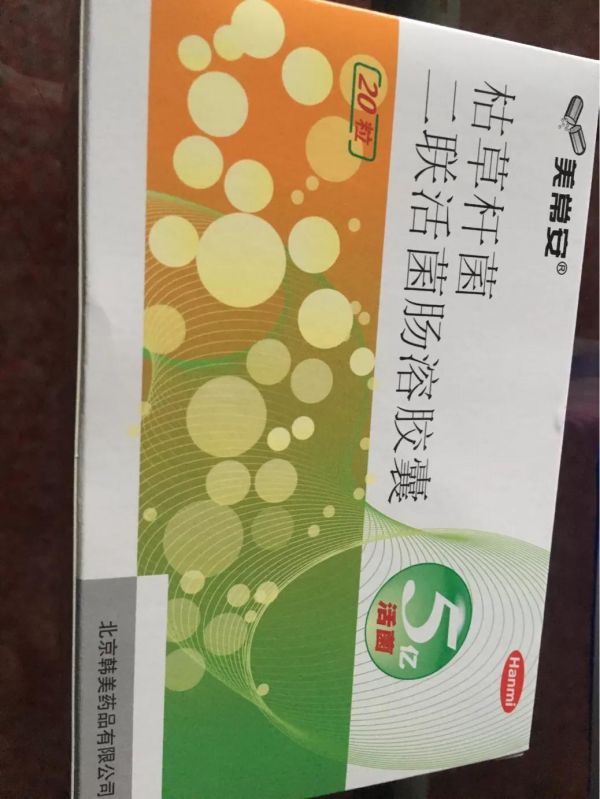 美常安®
枯草杆菌
二联活菌肠溶胶囊
20粒
5亿
活菌
Hanmi
北京韩美药品有限公司